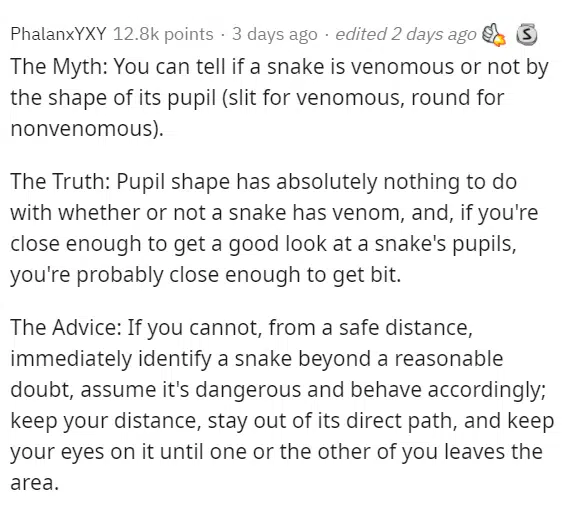 PhalanxYXY 12.8k points · 3 days ago · edited 2 days ago S
The Myth: You can tell if a snake is venomous or not by
the shape of its pupil (slit for venomous, round for
nonvenomous).
The Truth: Pupil shape has absolutely nothing to do
with whether or not a snake has venom, and, if you're
close enough to get a good look at a snake's pupils,
you're probably close enough to get bit.
The Advice: If you cannot, from a safe distance,
immediately identify a snake beyond a reasonable
doubt, assume it's dangerous and behave accordingly;
keep your distance, stay out of its direct path, and keep
your eyes on it until one or the other of you leaves the
area.